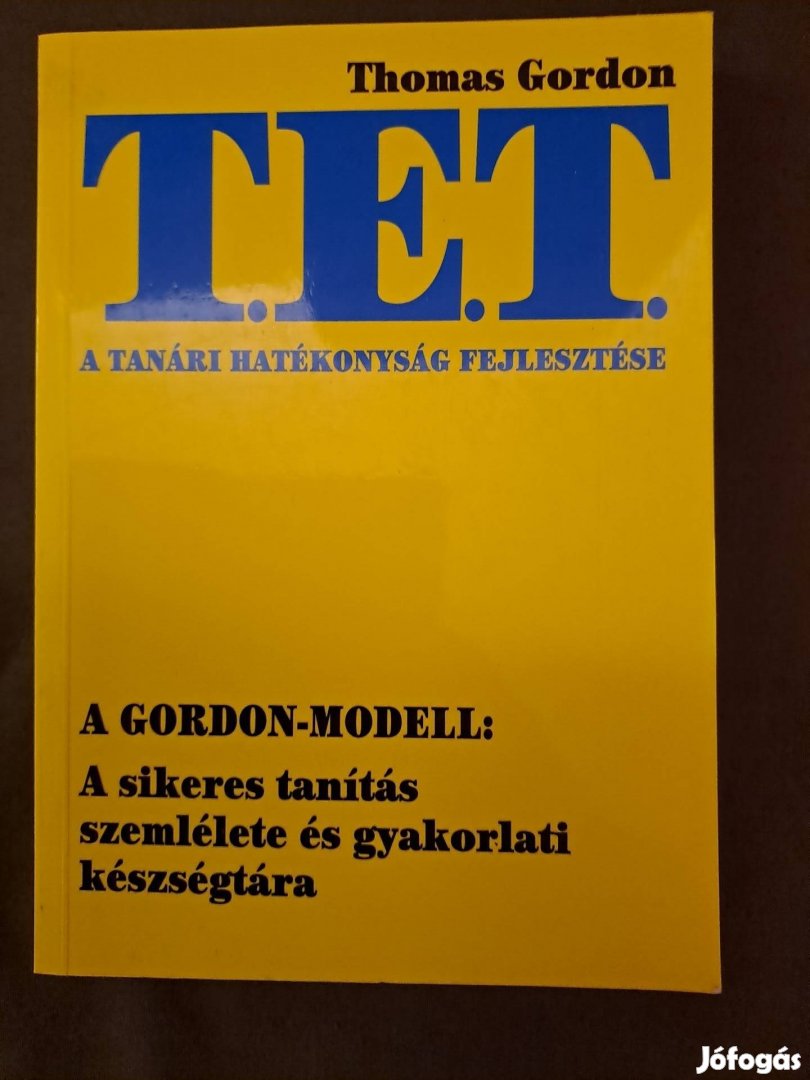 Thomas Gordon
T.E.T.
A TANÁRI HATÉKONYSÁG FEJLESZTÉSE
A GORDON-MODELL:
A sikeres tanítás
szemlélete és gyakorlati
készségtára
Jófogás